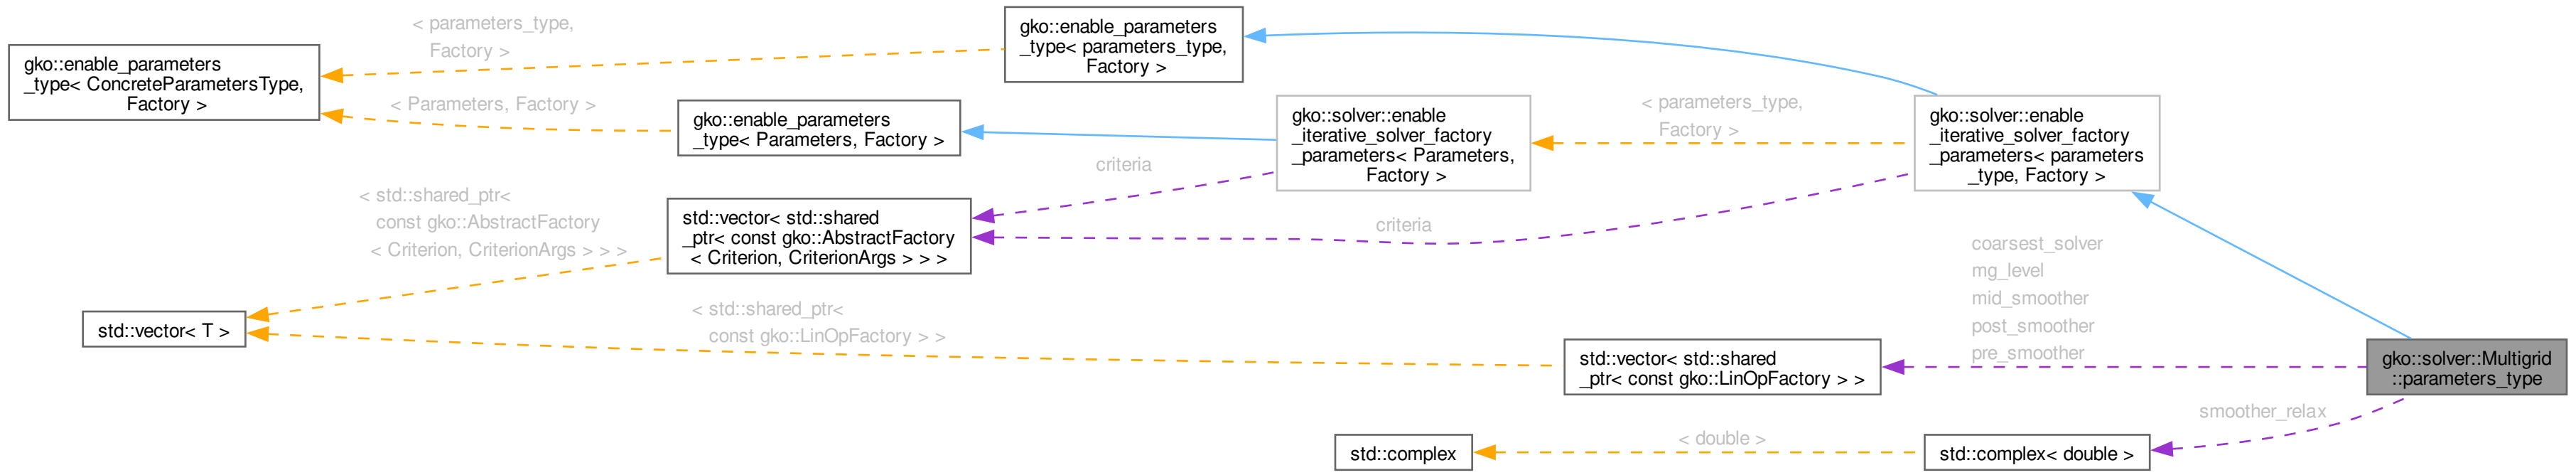 gko::enable_parameters
_type< ConcreteParametersType,
Factory >
< parameters_type,
Factory >
gko::enable_parameters
_type< parameters_type,
Factory >
< Parameters, Factory >
gko::enable_parameters
_type< Parameters, Factory >
gko::solver::enable
_iterative_solver_factory
_parameters< Parameters,
Factory >
< parameters_type,
Factory >
gko::solver::enable
_iterative_solver_factory
_parameters< parameters
_type, Factory >
criteria
criteria
< std::shared_ptr<
const gko::AbstractFactory
< Criterion, CriterionArgs > > >
std::vector< std::shared
_ptr< const gko::AbstractFactory
< Criterion, CriterionArgs > > >
std::vector< T >
< std::shared_ptr<
const gko::LinOpFactory > >
std::vector< std::shared
_ptr< const gko::LinOpFactory > >
coarsest_solver
mg_level
mid_smoother
post_smoother
pre_smoother
gko::solver::Multigrid
::parameters_type
smoother_relax
std::complex
< double >
std::complex< double >